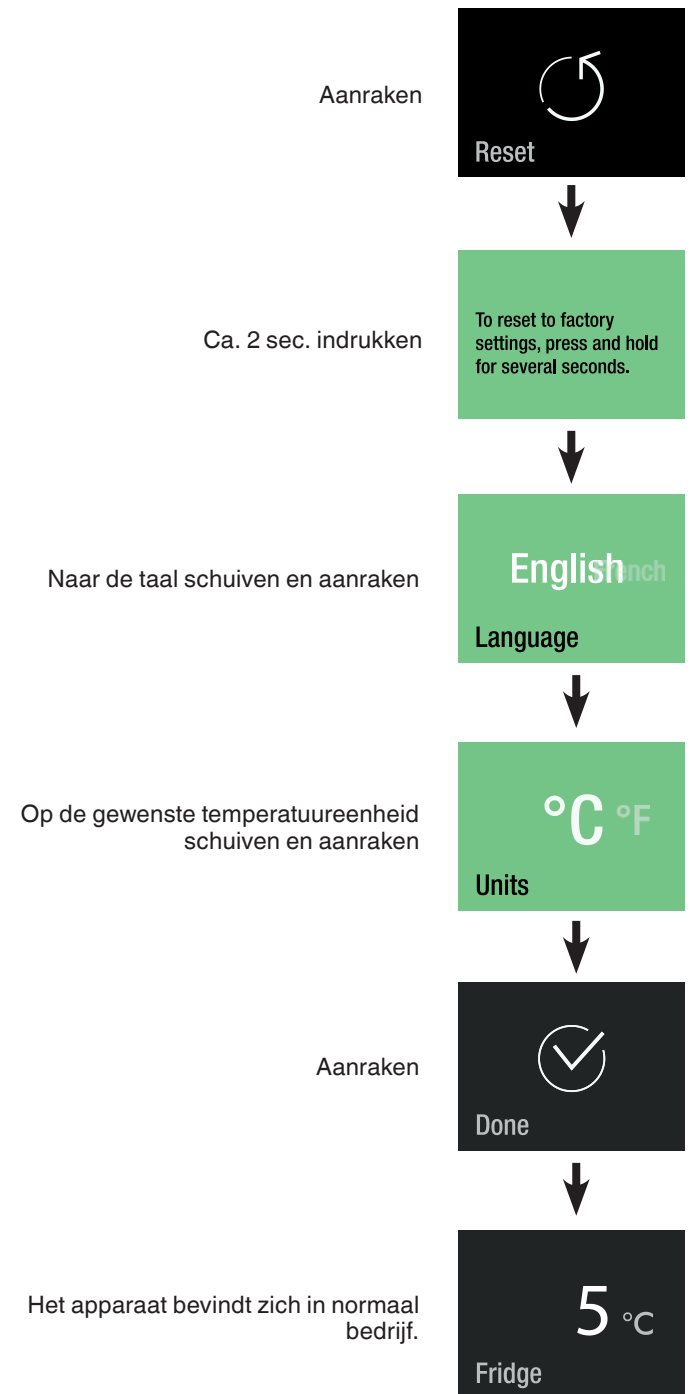 Aanraken
Reset
Ca. 2 sec. indrukken
To reset to factory
settings, press and hold
for several seconds.
Naar de taal schuiven en aanraken
English French
Language
Op de gewenste temperatuureenheid
schuiven en aanraken
°C °F
Units
Aanraken
Done
Het apparaat bevindt zich in normaal
bedrijf.
5 °C
Fridge